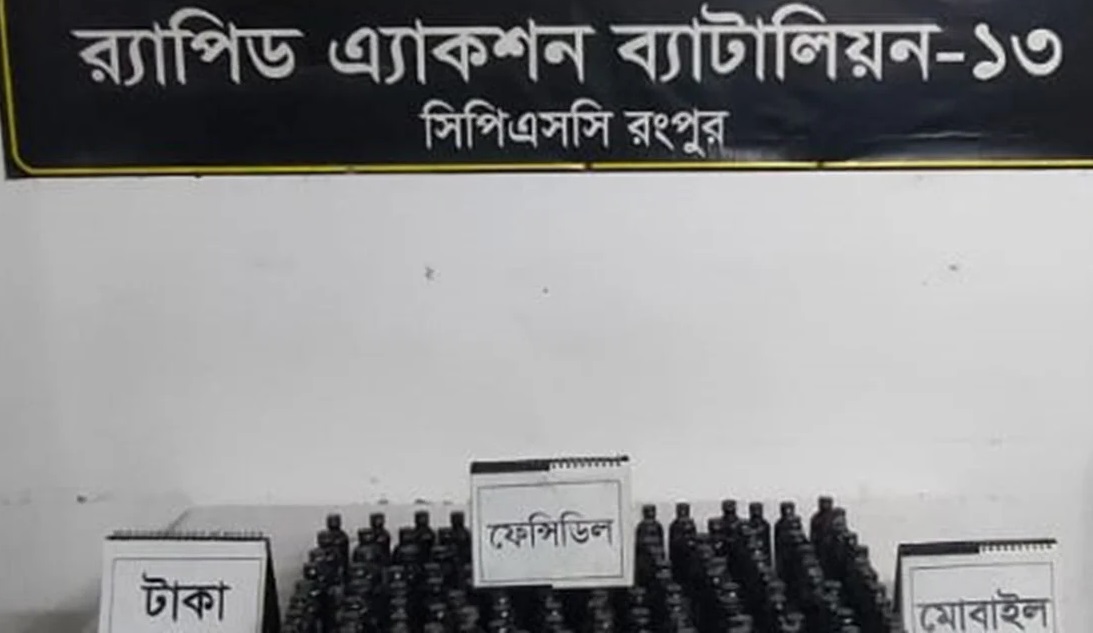 র‍্যাপিড এ্যাকশন ব্যাটালিয়ন-১৩
সিপিএসসি রংপুর
ফেন্সিডিল
টাকা
মোবাইল